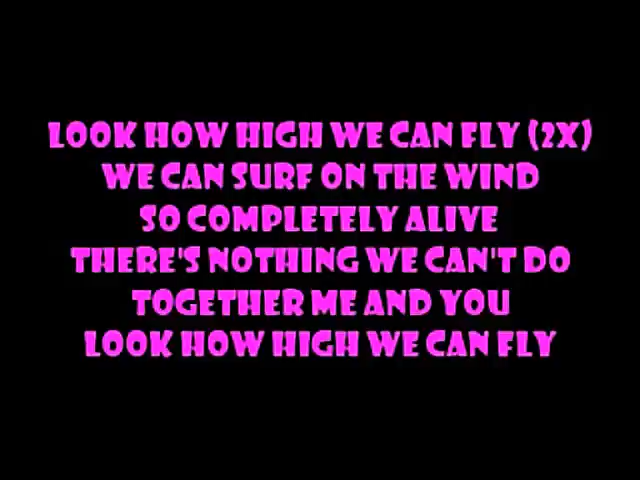 LOOK HOW HIGH WE CAN FLY (2X)
WE CAN SURF ON THE WIND
SO COMPLETELY ALIVE
THERE'S NOTHING WE CAN'T DO
TOGETHER ME AND YOU
LOOK HOW HIGH WE CAN FLY